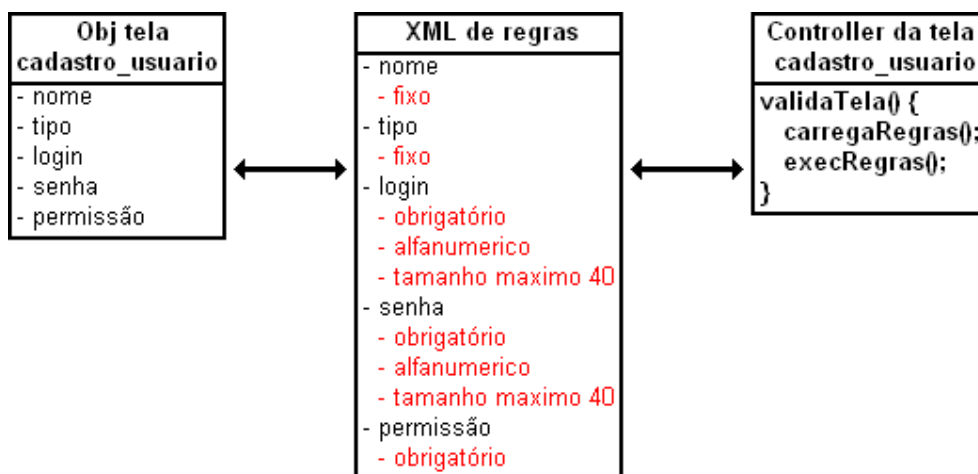 Obj tela
cadastro_usuario
- nome
- tipo
- login
- senha
- permissão
XML de regras
- nome
- fixo
- tipo
- fixo
- login
- obrigatório
- alfanumerico
- tamanho maximo 40
- senha
- obrigatório
- alfanumerico
- tamanho maximo 40
- permissão
- obrigatório
Controller da tela
cadastro_usuario
validaTela() {
carregaRegras();
execRegras();
}